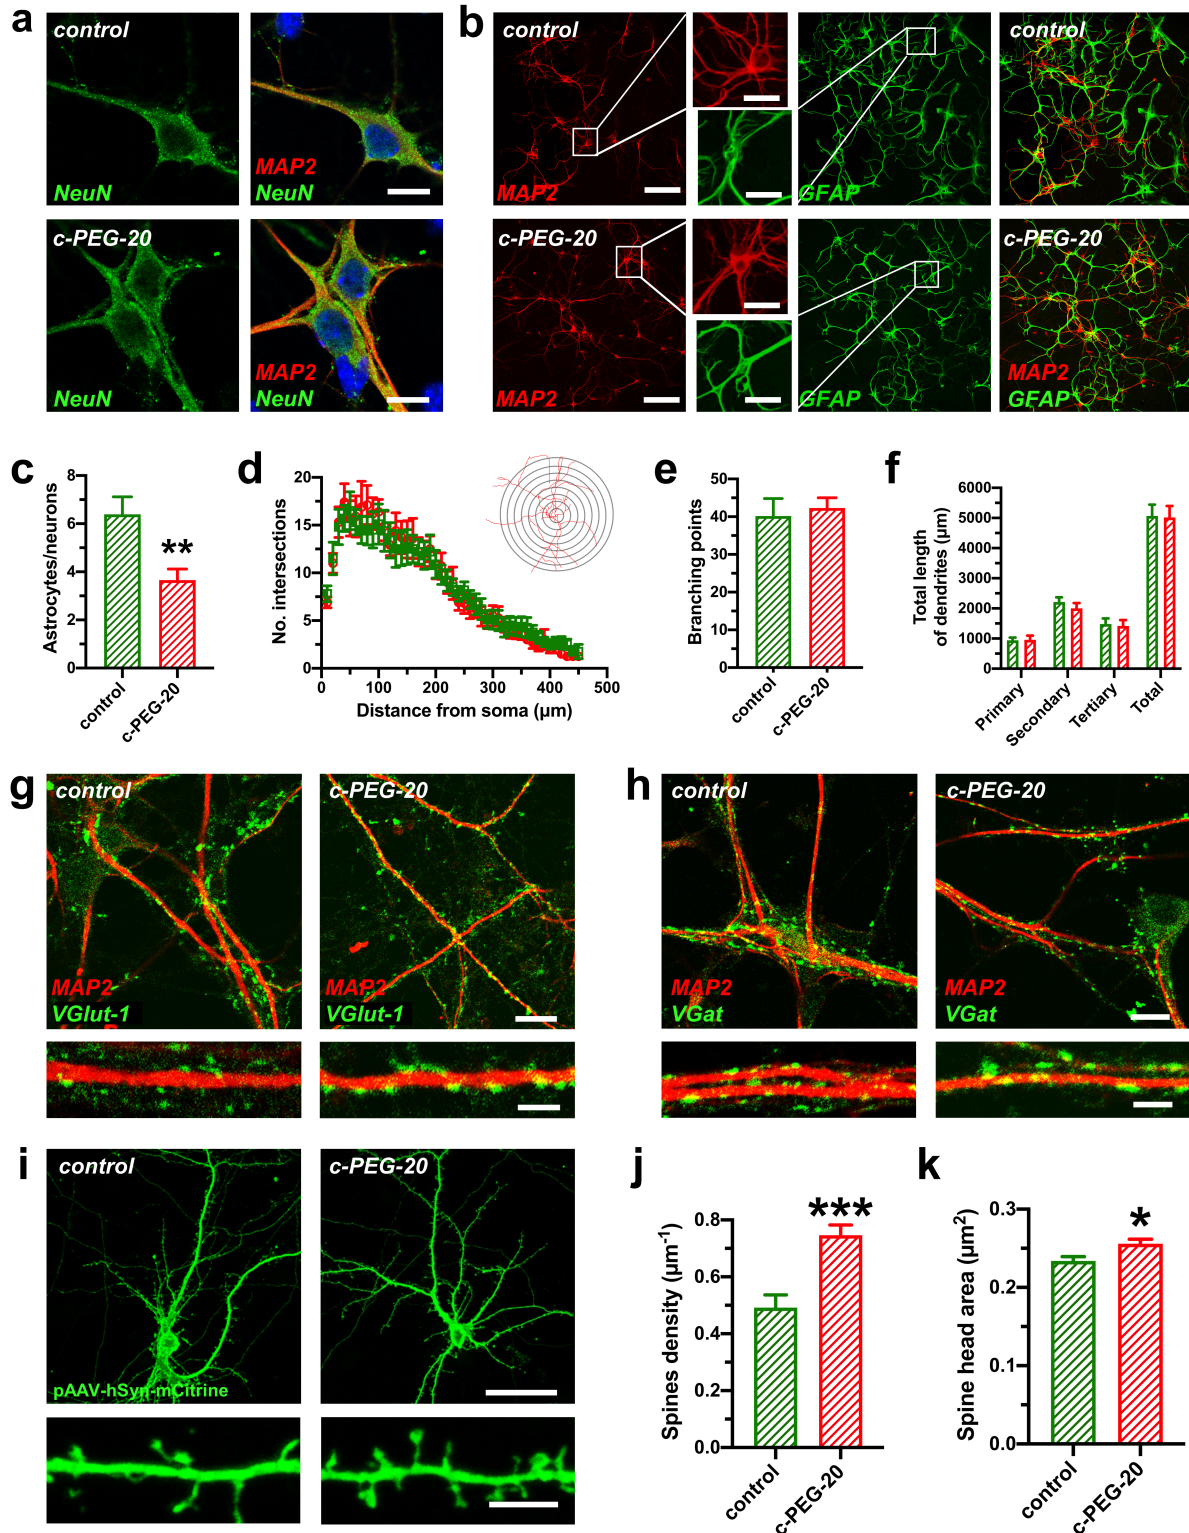 a
control
NeuN
MAP2
NeuN
c-PEG-20
NeuN
MAP2
NeuN
b
control
MAP2
GFAP
control
c-PEG-20
MAP2
GFAP
c-PEG-20
MAP2
GFAP
c
Astrocytes/neurons
8
6
4
2
0
**
control
c-PEG-20
d
No. intersections
20
15
10
5
0
0
100
200
300
400
500
Distance from soma (µm)
e
Branching points
50
40
30
20
10
0
control
c-PEG-20
f
Total length
of dendrites (µm)
6000
5000
4000
3000
2000
1000
0
Primary
Secondary
Tertiary
Total
g
control
MAP2
VGlut-1
c-PEG-20
MAP2
VGlut-1
h
control
MAP2
VGat
c-PEG-20
MAP2
VGat
i
control
pAAV-hSyn-mCitrine
c-PEG-20
j
Spines density (µm⁻¹)
0.8
0.6
0.4
0.2
0.0
***
control
c-PEG-20
k
Spine head area (µm²)
0.3
0.2
0.1
0.0
*
control
c-PEG-20